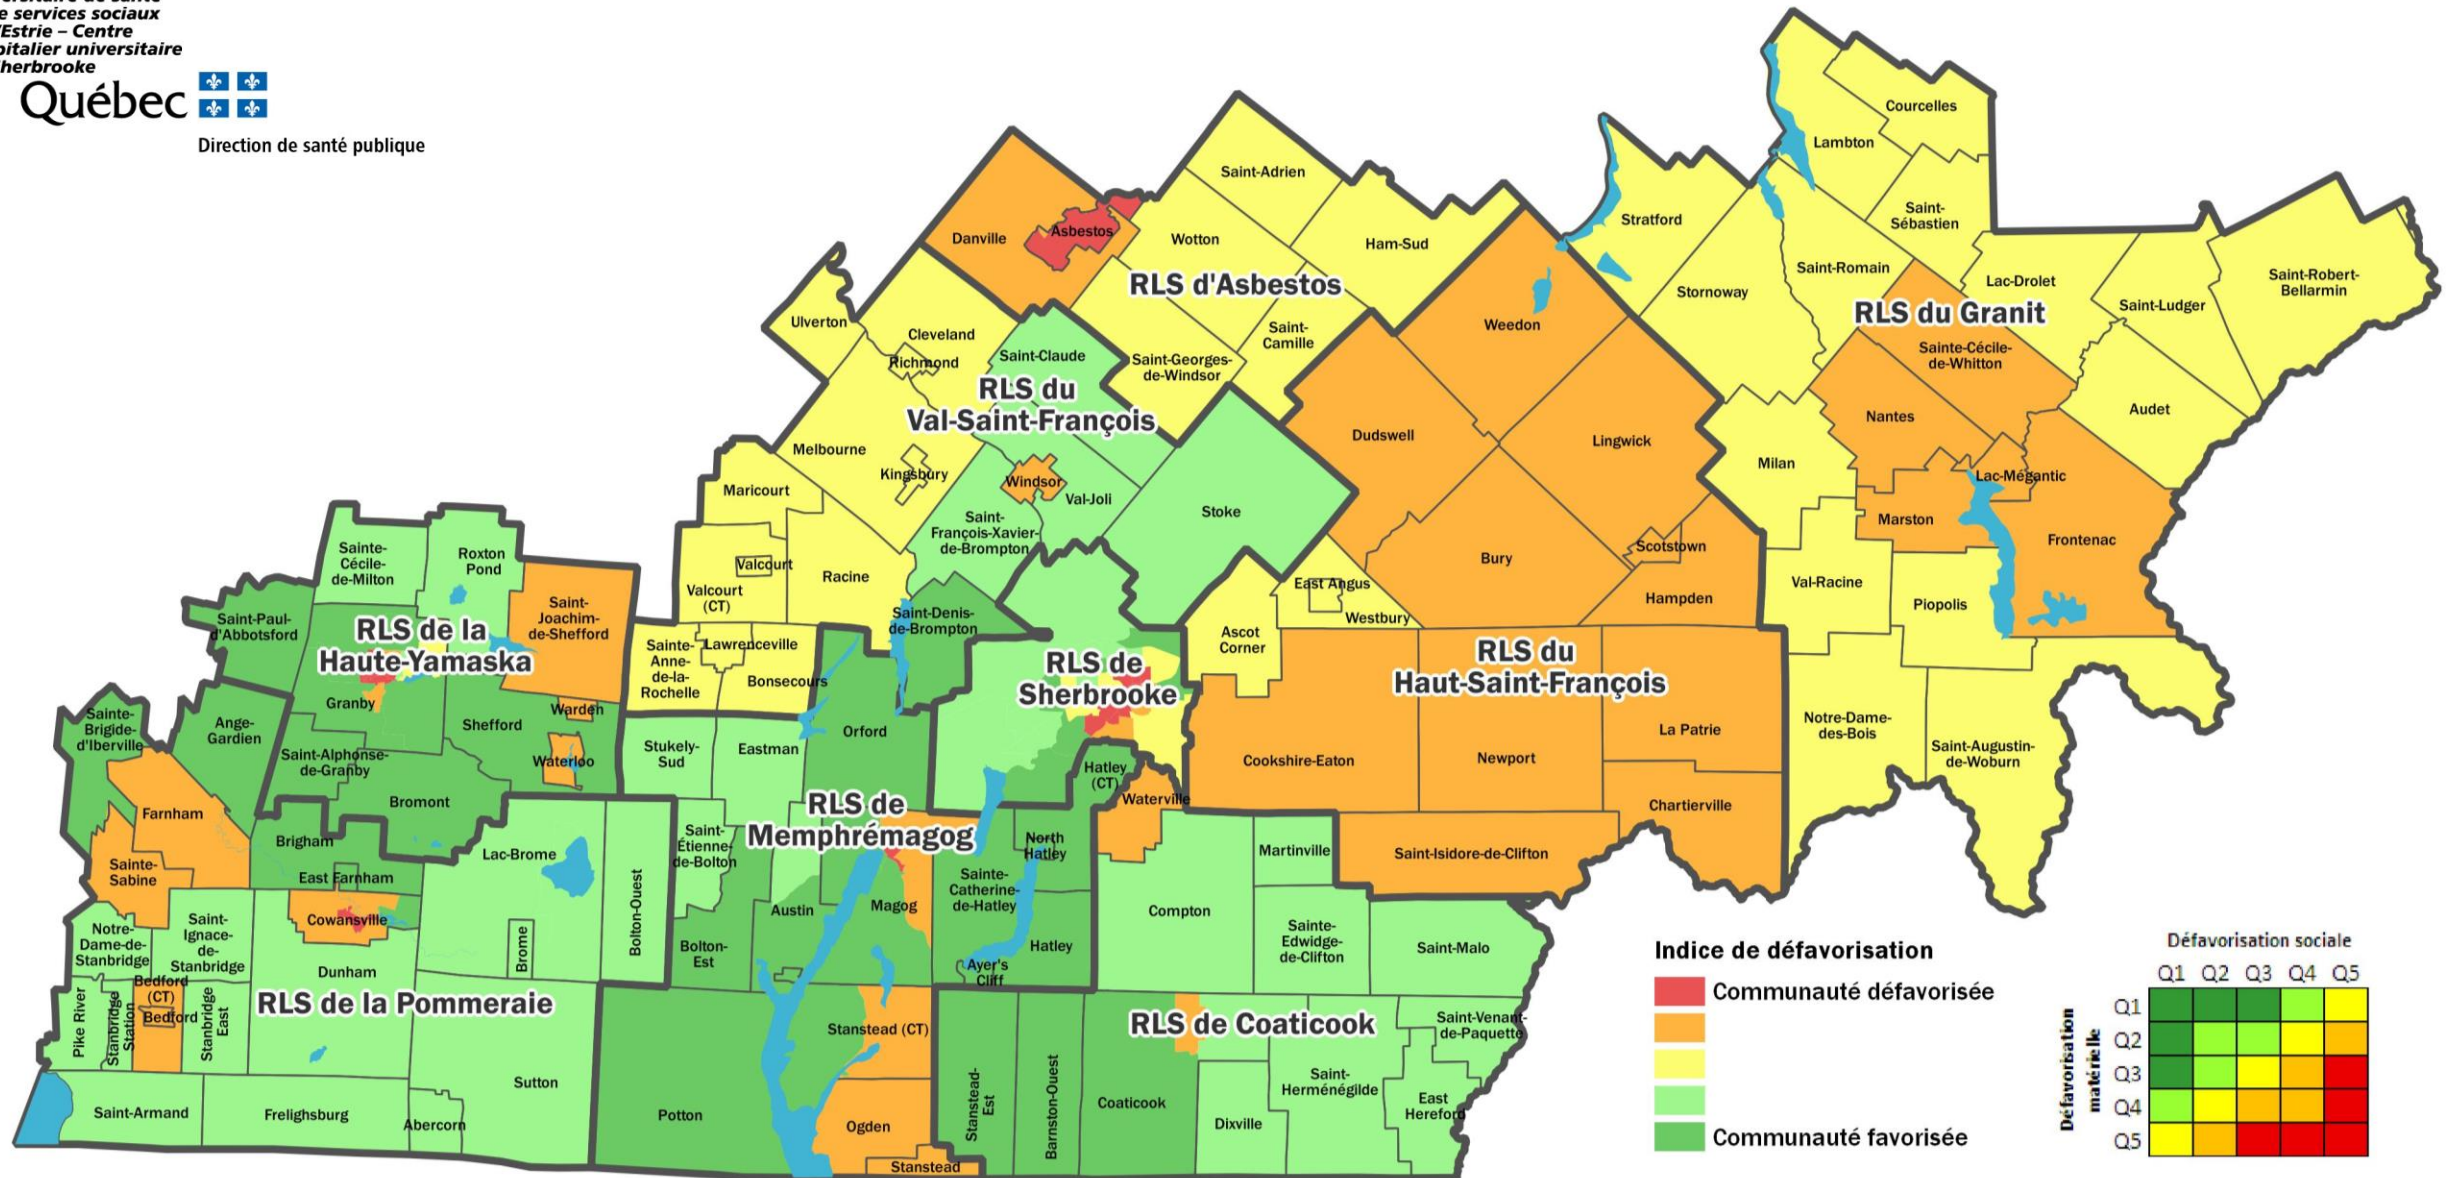 e services sociaux
Estrie – Centre
pitalier universitaire
herbrooke
Québec
Direction de santé publique
Courcelles
Lambton
Saint-Adrien
Saint-
Sébastien
Stratford
Asbestos
Danville
Wotton
Ham-Sud
Saint-Romain
Lac-Drolet
Saint-Robert-
Bellarmin
RLS d'Asbestos
Stornoway
Saint-Ludger
RLS du Granit
Ulverton
Cleveland
Weedon
Saint-
Camille
Richmond
Saint-Claude
Saint-Georges-
de-Windsor
Sainte-Cécile-
de-Whitton
RLS du
Val-Saint-François
Nantes
Audet
Dudswell
Lingwick
Melbourne
Kingsbury
Milan
Lac-Mégantic
Maricourt
Windsor
Val-Joli
Stoke
Marston
Frontenac
Saint-
François-Xavier-
de-Brompton
Sainte-
Cécile-
de-Milton
Roxton
Pond
Valcourt
Racine
Bury
Scotstown
Val-Racine
Valcourt
(CT)
East Angus
Westbury
Hampden
Piopolis
Saint-
Joachim-
de-Shefford
Saint-Paul-
d'Abbotsford
Saint-Denis-
de-Brompton
RLS de la
Haute-Yamaska
Sainte-
Anne-
de-la-
Rochelle
Lawrenceville
Bonsecours
Ascot
Corner
RLS de
Sherbrooke
RLS du
Haut-Saint-François
Granby
Warden
Shefford
Sainte-
Brigide-
d'Iberville
Ange-
Gardien
Orford
Notre-Dame-
des-Bois
La Patrie
Stukely-
Sud
Eastman
Saint-Augustin-
de-Woburn
Saint-Alphonse-
de-Granby
Waterloo
Cookshire-Eaton
Newport
Hatley
(CT)
Bromont
Waterville
Chartierville
Farnham
RLS de
Memphrémagog
Brigham
Lac-Brome
Saint-
Étienne-
de-Bolton
North
Hatley
Martinville
Saint-Isidore-de-Clifton
Sainte-
Sabine
East Farnham
Sainte-
Catherine-
de-Hatley
Cowansville
Bolton-Ouest
Austin
Magog
Compton
Notre-
Dame-de-
Stanbridge
Saint-
Ignace-
de-
Stanbridge
Brome
Bolton-
Est
Hatley
Sainte-
Edwidge-
de-Clifton
Saint-Malo
Ayer's
Cliff
Dunham
Bedford
(CT)
Bedford
Pike River
Stanbridge
Station
Stanbridge
East
RLS de la Pommeraie
Stanstead (CT)
RLS de Coaticook
Saint-Venant-
de-Paquette
Sutton
Saint-
Herménégilde
Saint-Armand
Frelighsburg
Abercorn
Potton
Ogden
Stanstead-
Est
Barnston-Ouest
Coaticook
Dixville
East
Hereford
Stanstead
Indice de défavorisation
Communauté défavorisée
Communauté favorisée
Défavorisation sociale
Q1 Q2 Q3 Q4 Q5
Défavorisation
matérielle
Q1
Q2
Q3
Q4
Q5